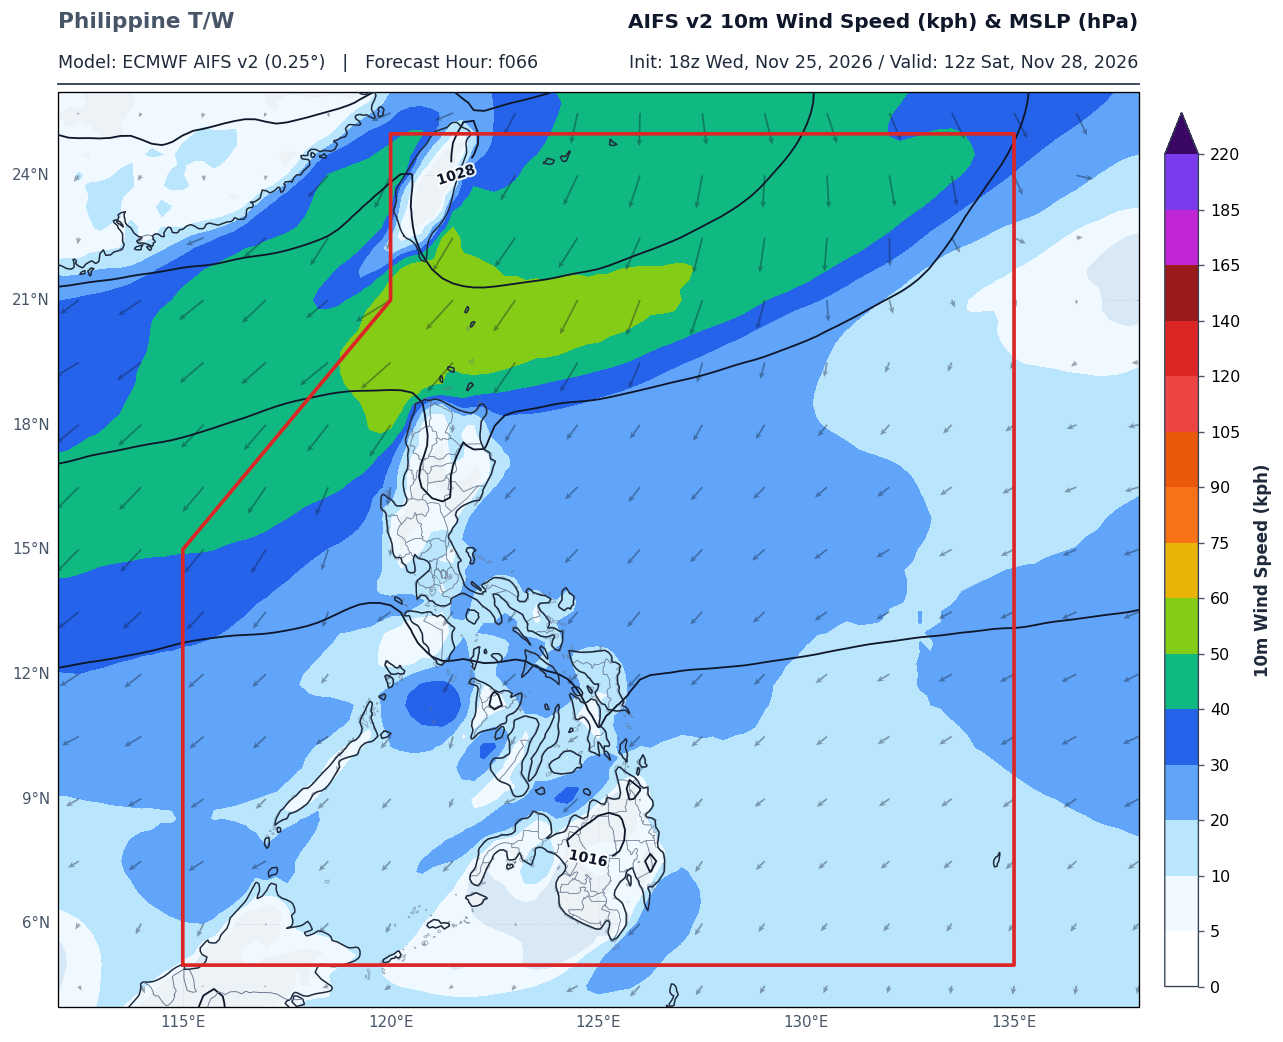 Philippine T/W
AIFS v2 10m Wind Speed (kph) & MSLP (hPa)
Model: ECMWF AIFS v2 (0.25°) | Forecast Hour: f066
Init: 18z Wed, Nov 25, 2026 / Valid: 12z Sat, Nov 28, 2026
24°N
21°N
18°N
15°N
12°N
9°N
6°N
1028
1016
115°E
120°E
125°E
130°E
135°E
220
185
165
140
120
105
90
75
60
50
40
30
20
10
5
0
10m Wind Speed (kph)